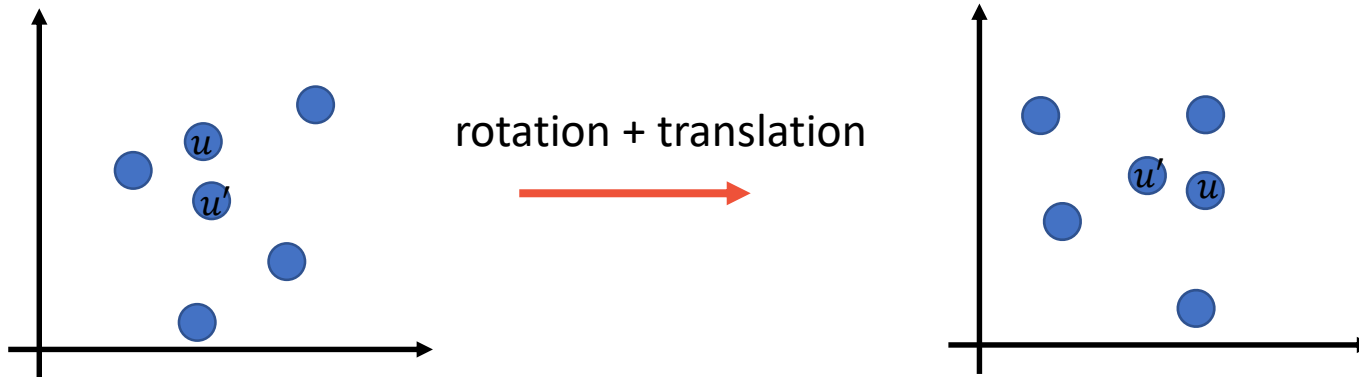 u
u′
rotation + translation
u′
u